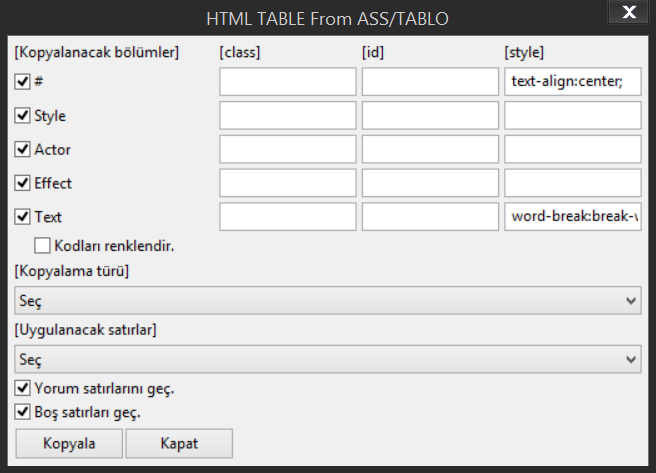 HTML TABLE From ASS/TABLO
X
[Kopyalanacak bölümler] [class] [id] [style]
# text-align:center;
Style
Actor
Effect
Text word-break:break-
Kodları renklendir.
[Kopyalama türü]
Seç
[Uygulanacak satırlar]
Seç
Yorum satırlarını geç.
Boş satırları geç.
Kopyala Kapat